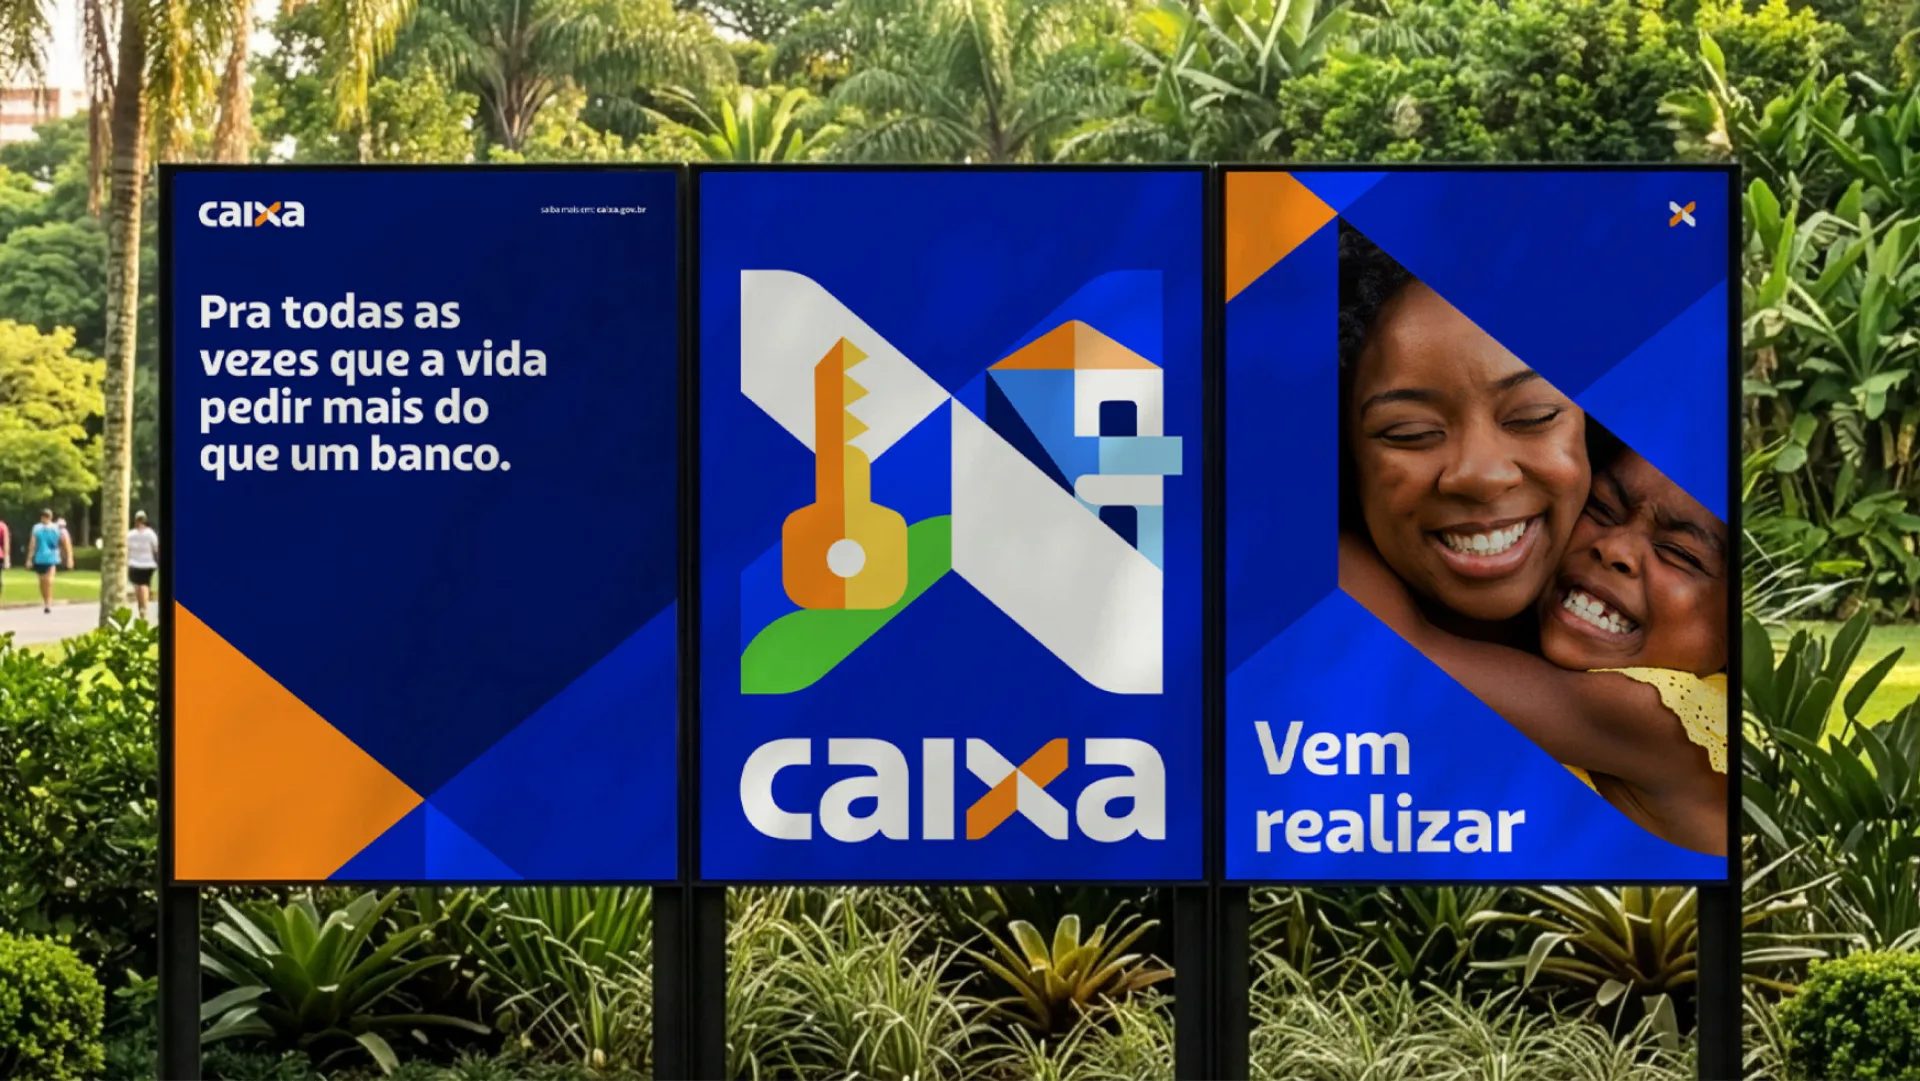 caixa
saiba mais em: caixa.gov.br
Pra todas as
vezes que a vida
pedir mais do
que um banco.
caixa
Vem
realizar